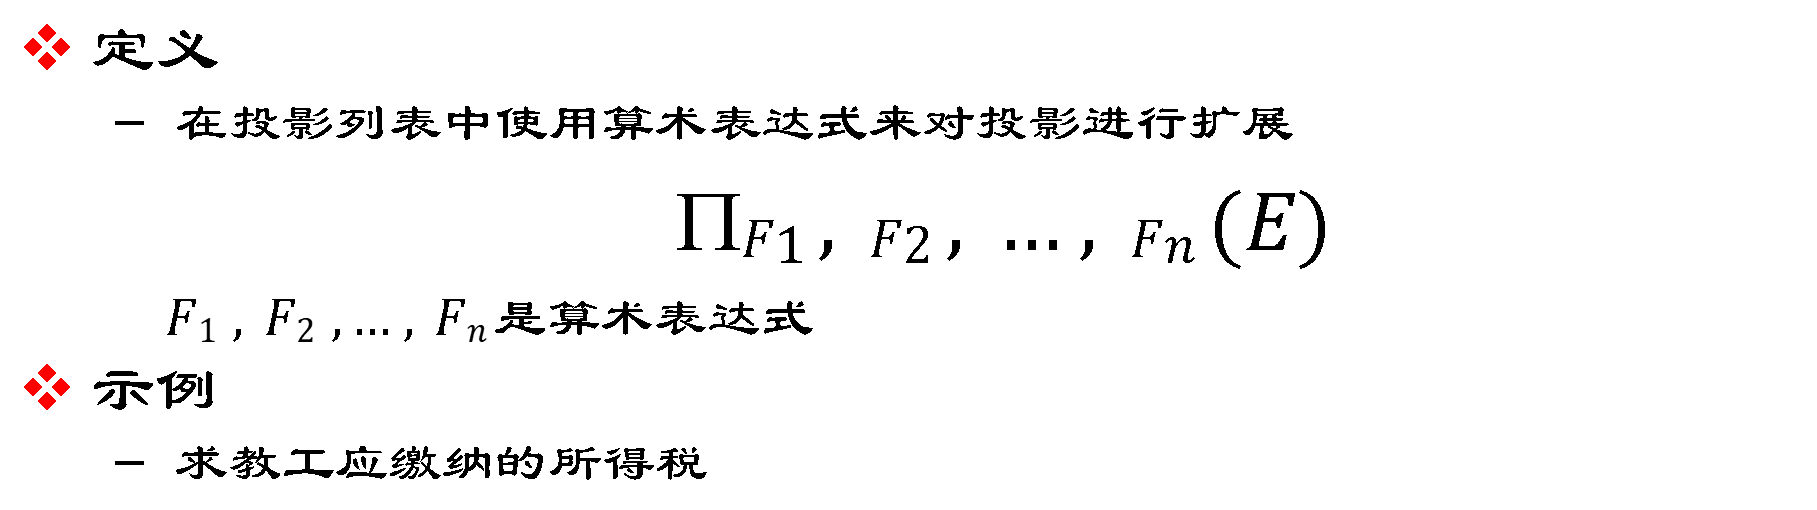 ❖ 定义
– 在投影列表中使用算术表达式来对投影进行扩展
∏F1, F2, …, Fn(E)
F1 , F2 ,… , Fn是算术表达式
❖ 示例
– 求教工应缴纳的所得税